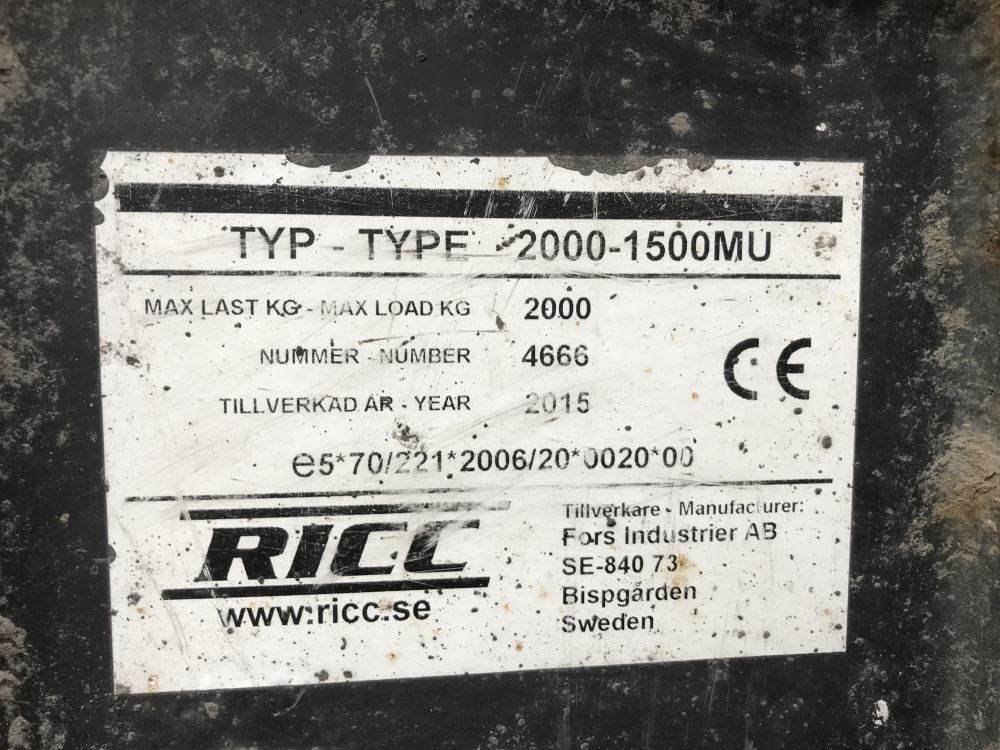 TYP - TYPE - 2000-1500MU
MAX LAST KG - MAX LOAD KG 2000
NUMMER - NUMBER 4666
TILLVERKAD ÅR - YEAR 2015
e5*70/221*2006/20*0020*00
CE
RICC
www.ricc.se
Tillverkare - Manufacturer:
Fors Industrier AB
SE-840 73
Bispgården
Sweden